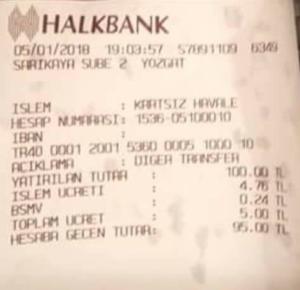 HALKBANK
05/01/2018 19:03:57 S7891109 6349
SARIKAYA SUBE 2 YOZGAT
ISLEM : KARTSIZ HAVALE
HESAP NUMARASI: 1536-05100010
IBAN :
TR40 0001 2001 5360 0005 1000 10
ACIKLAMA : DIGER TRANSFER
YATIRILAN TUTAR : 100.00 TL
ISLEM UCRETI : 4.76 TL
BSMV : 0.24 TL
TOPLAM UCRET : 5.00 TL
HESABA GECEN TUTAR: 95.00 TL